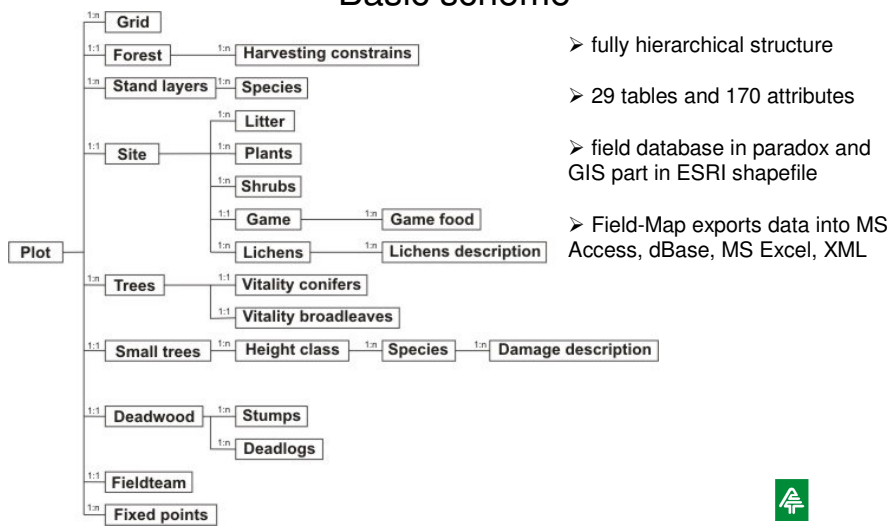 Basic scheme
1:n Grid
1:1 Forest 1:n Harvesting constrains
1:n Stand layers 1:n Species
1:n Litter
1:1 Site 1:n Plants
1:n Shrubs
1:1 Game 1:n Game food
Plot 1:n Lichens 1:n Lichens description
1:n Trees 1:1 Vitality conifers
1:1 Vitality broadleaves
1:1 Small trees 1:n Height class 1:n Species 1:n Damage description
1:1 Deadwood 1:n Stumps
1:n Deadlogs
1:1 Fieldteam
1:n Fixed points
➢ fully hierarchical structure
➢ 29 tables and 170 attributes
➢ field database in paradox and
GIS part in ESRI shapefile
➢ Field-Map exports data into MS
Access, dBase, MS Excel, XML